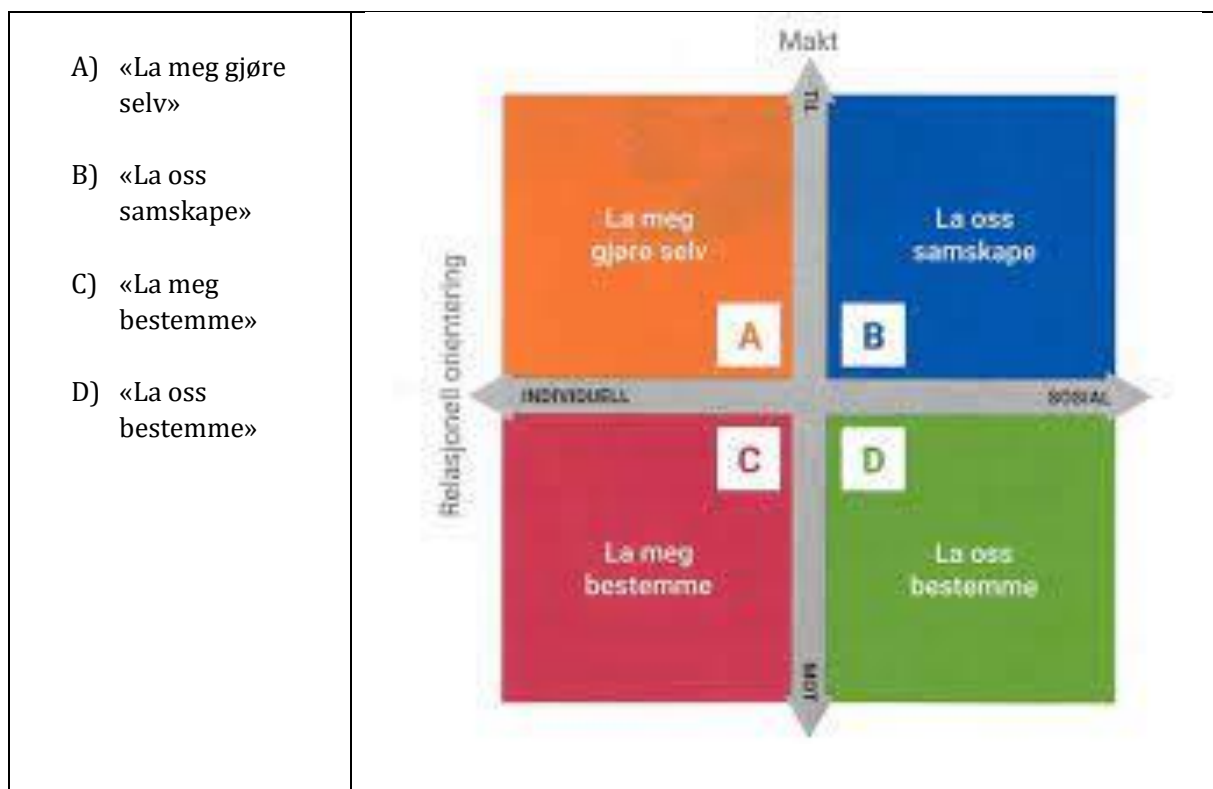 A) «La meg gjøre
selv»
B) «La oss
samskape»
C) «La meg
bestemme»
D) «La oss
bestemme»
Makt
TIL
La meg
gjøre selv
La oss
samskape
A
B
Relasjonell orientering
INDIVIDUELL
SOSIAL
C
D
La meg
bestemme
La oss
bestemme
MOT